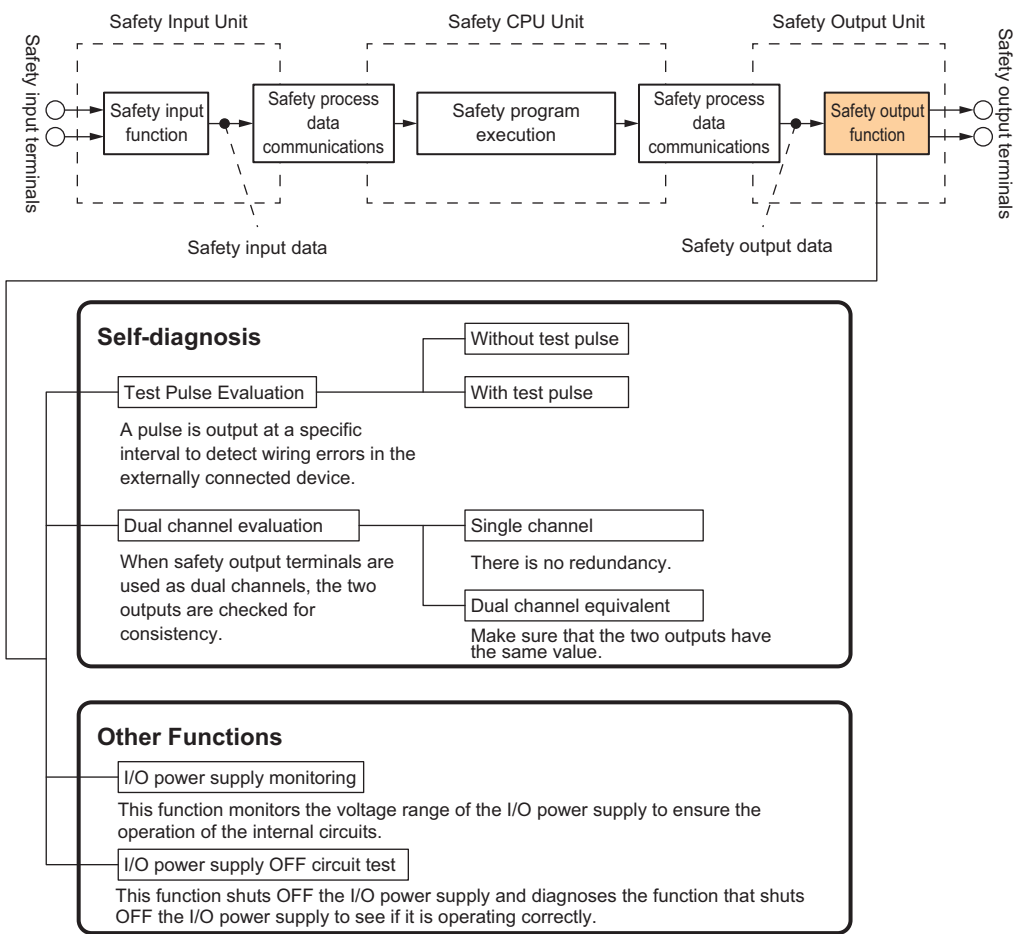 Safety Input Unit
Safety CPU Unit
Safety Output Unit
Safety input terminals
Safety input
function
Safety process
data
communications
Safety program
execution
Safety process
data
communications
Safety output
function
Safety output terminals
Safety input data
Safety output data
Self-diagnosis
Without test pulse
Test Pulse Evaluation
With test pulse
A pulse is output at a specific
interval to detect wiring errors in the
externally connected device.
Dual channel evaluation
Single channel
When safety output terminals are
used as dual channels, the two
outputs are checked for
consistency.
There is no redundancy.
Dual channel equivalent
Make sure that the two outputs have
the same value.
Other Functions
I/O power supply monitoring
This function monitors the voltage range of the I/O power supply to ensure the
operation of the internal circuits.
I/O power supply OFF circuit test
This function shuts OFF the I/O power supply and diagnoses the function that shuts
OFF the I/O power supply to see if it is operating correctly.